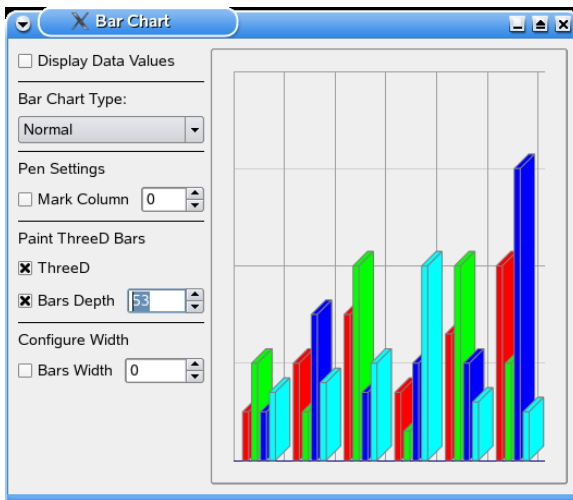 Bar Chart
Display Data Values
Bar Chart Type:
Normal
Pen Settings
Mark Column 0
Paint ThreeD Bars
ThreeD
Bars Depth 53
Configure Width
Bars Width 0